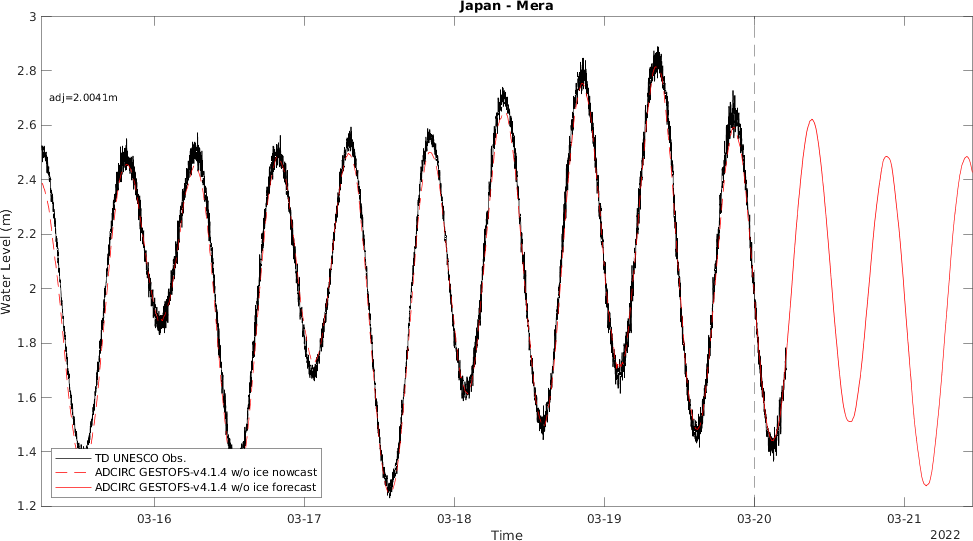 Japan - Mera
3
2.8
adj=2.0041m
2.6
2.4
2.2
2
1.8
1.6
1.4
1.2
Water Level (m)
TD UNESCO Obs.
ADCIRC GESTOFS-v4.1.4 w/o ice nowcast
ADCIRC GESTOFS-v4.1.4 w/o ice forecast
03-16 03-17 03-18 03-19 03-20 03-21
Time
2022